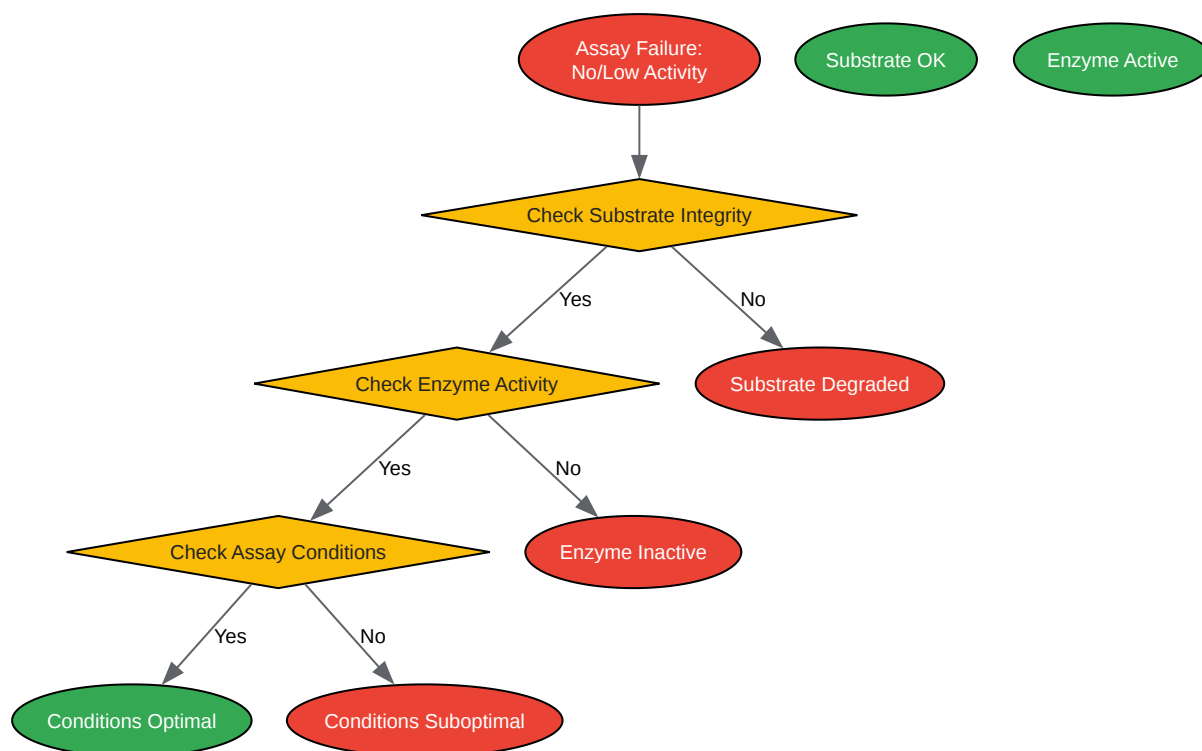 Assay Failure:
No/Low Activity
Substrate OK
Enzyme Active
Check Substrate Integrity
Yes
No
Check Enzyme Activity
Substrate Degraded
Yes
No
Check Assay Conditions
Enzyme Inactive
Yes
No
Conditions Optimal
Conditions Suboptimal